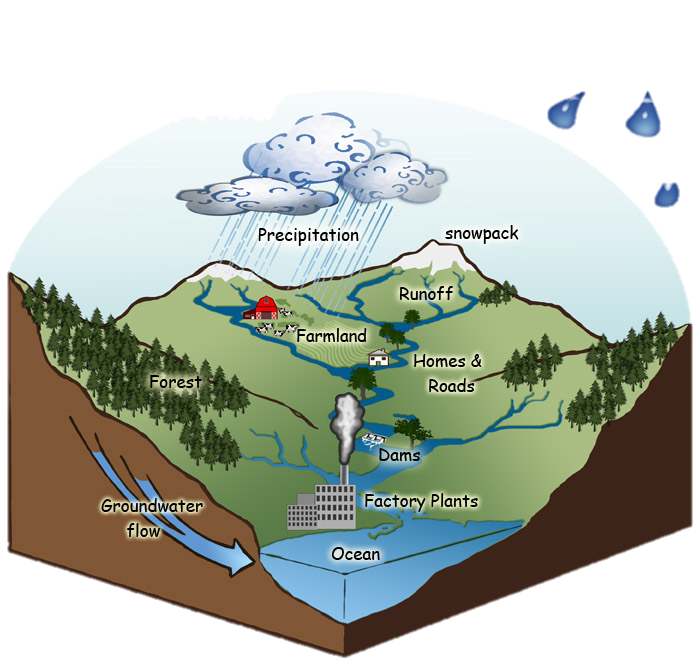 Precipitation
snowpack
Runoff
Farmland
Homes &
Roads
Forest
Dams
Factory Plants
Groundwater
flow
Ocean